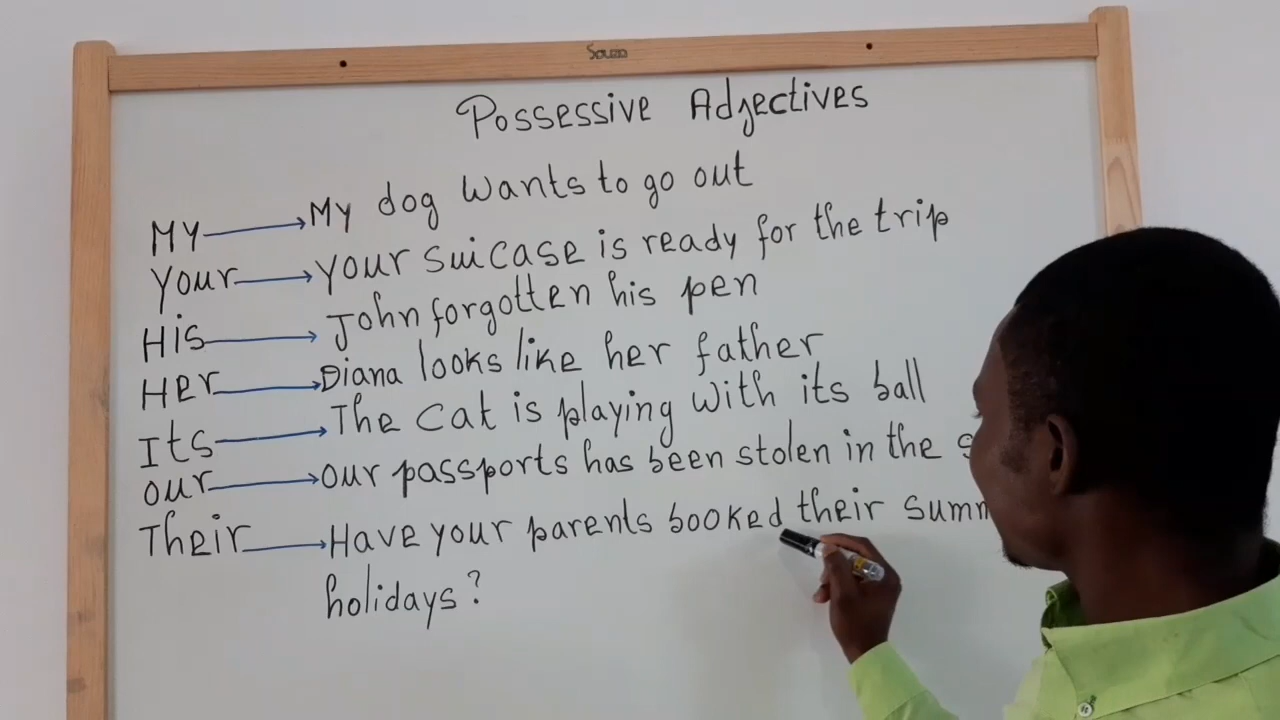 Possessive Adjectives
My → My dog wants to go out
Your → Your suicase is ready for the trip
His → John forgotten his pen
Her → Diana looks like her father
Its → The cat is playing with its ball
our → our passports has been stolen in the
Their → Have your parents booked their
holidays?